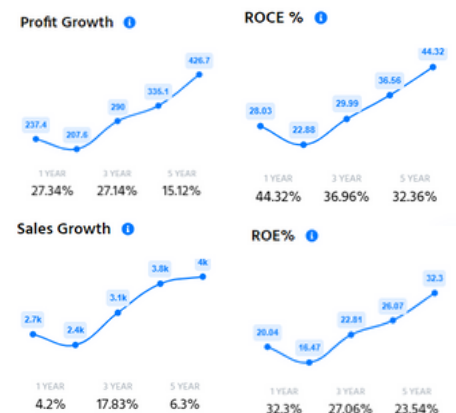 Profit Growth
237.4
207.6
290
335.1
426.7
1 YEAR 3 YEAR 5 YEAR
27.34% 27.14% 15.12%
ROCE %
28.03
22.88
29.99
36.56
44.32
1 YEAR 3 YEAR 5 YEAR
44.32% 36.96% 32.36%
Sales Growth
2.7k
2.4k
3.1k
3.8k
4k
1 YEAR 3 YEAR 5 YEAR
4.2% 17.83% 6.3%
ROE%
20.04
16.47
22.81
26.07
32.3
1 YEAR 3 YEAR 5 YEAR
32.3% 27.06% 23.54%